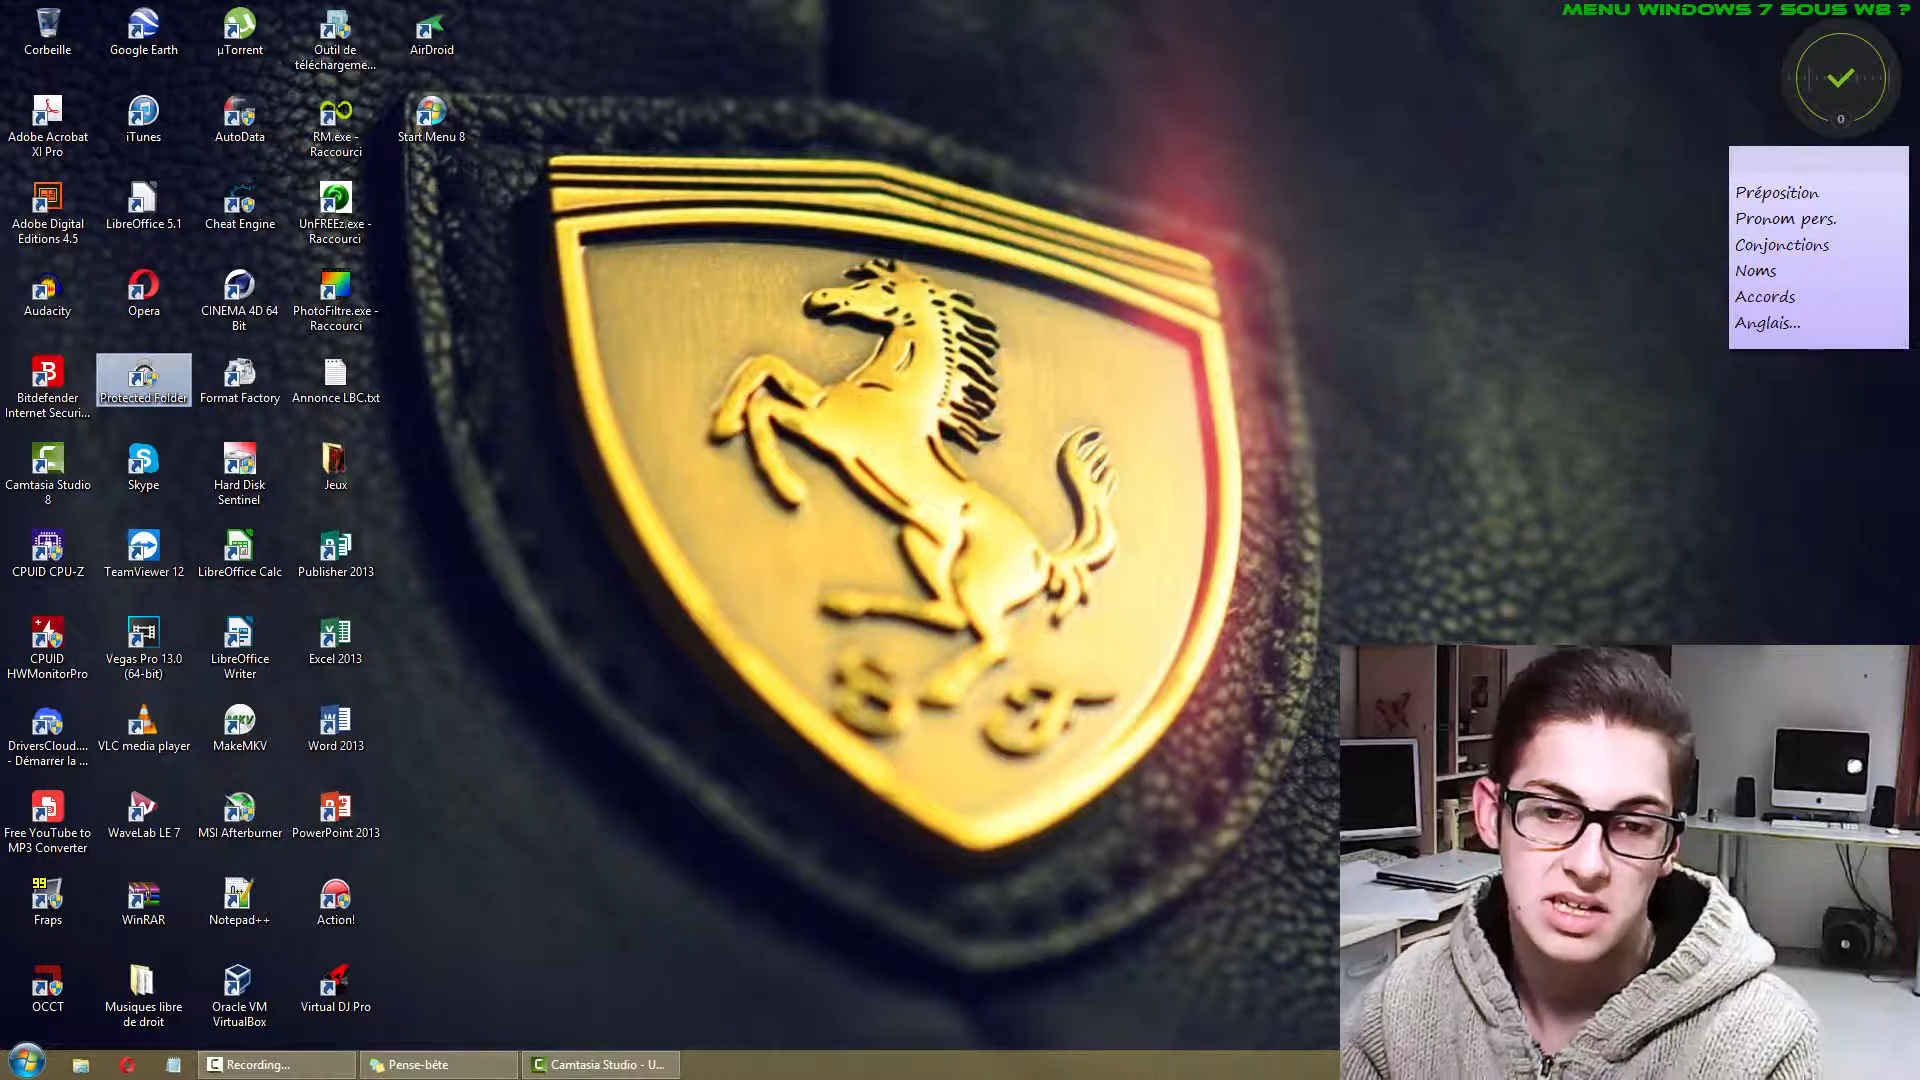 MENU WINDOWS 7 SOUS W8 ?
Corbeille
Google Earth
µTorrent
Outil de
téléchargeme...
AirDroid
Adobe Acrobat
XI Pro
iTunes
AutoData
RM.exe -
Raccourci
Start Menu 8
Adobe Digital
Editions 4.5
LibreOffice 5.1
Cheat Engine
UnFREEz.exe -
Raccourci
Audacity
Opera
CINEMA 4D 64
Bit
PhotoFiltre.exe -
Raccourci
Bitdefender
Internet Securi...
Protected Folder
Format Factory
Annonce LBC.txt
Camtasia Studio
8
Skype
Hard Disk
Sentinel
Jeux
CPUID CPU-Z
TeamViewer 12
LibreOffice Calc
Publisher 2013
CPUID
HWMonitorPro
Vegas Pro 13.0
(64-bit)
LibreOffice
Writer
Excel 2013
DriversCloud....
- Démarrer la ...
VLC media player
MakeMKV
Word 2013
Free YouTube to
MP3 Converter
WaveLab LE 7
MSI Afterburner
PowerPoint 2013
99
Fraps
WinRAR
Notepad++
Action!
OCCT
Musiques libre
de droit
Oracle VM
VirtualBox
Virtual DJ Pro
0
Préposition
Pronom pers.
Conjonctions
Noms
Accords
Anglais...
Recording...
Pense-bête
Camtasia Studio - U...